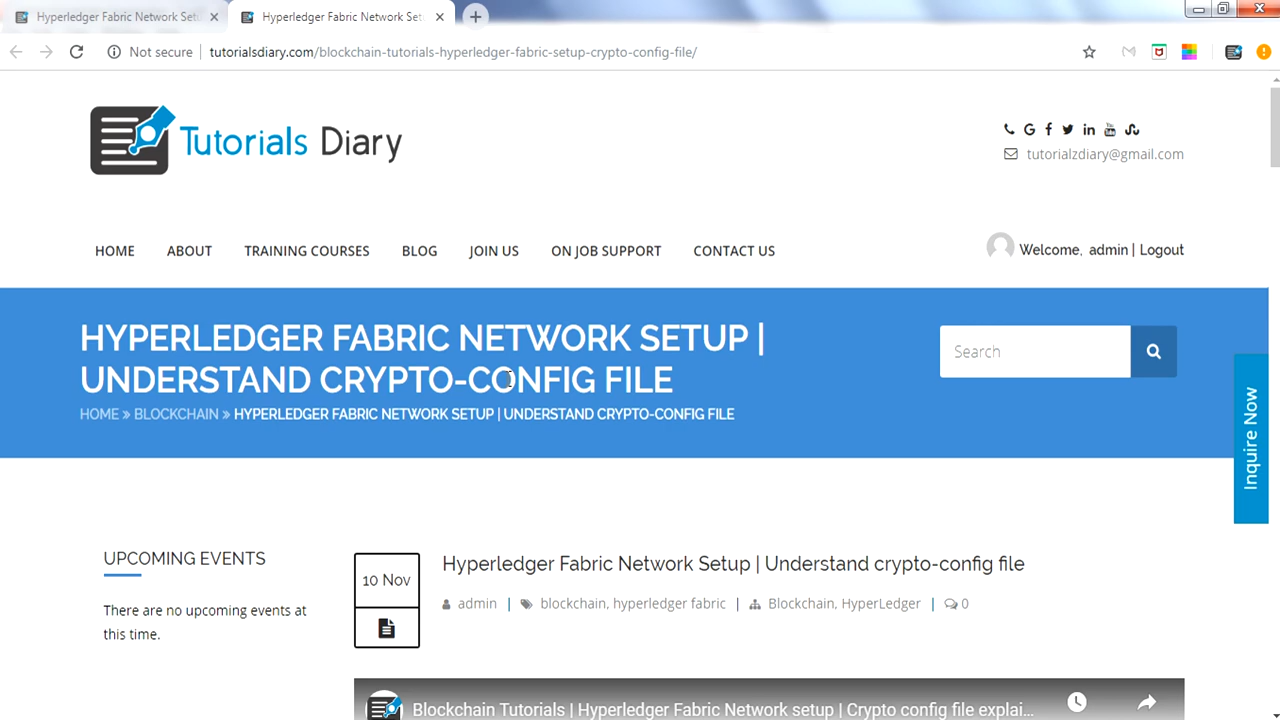 Hyperledger Fabric Network Setu
Hyperledger Fabric Network Set
Not secure
tutorialsdiary.com/blockchain-tutorials-hyperledger-fabric-setup-crypto-config-file/
Tutorials Diary
tutorialzdiary@gmail.com
HOME ABOUT TRAINING COURSES BLOG JOIN US ON JOB SUPPORT CONTACT US
Welcome, admin | Logout
HYPERLEDGER FABRIC NETWORK SETUP |
UNDERSTAND CRYPTO-CONFIG FILE
HOME » BLOCKCHAIN » HYPERLEDGER FABRIC NETWORK SETUP | UNDERSTAND CRYPTO-CONFIG FILE
Search
Inquire Now
UPCOMING EVENTS
There are no upcoming events at
this time.
10 Nov
Hyperledger Fabric Network Setup | Understand crypto-config file
admin | blockchain, hyperledger fabric | Blockchain, HyperLedger | 0
Blockchain Tutorials | Hyperledger Fabric Network setup | Crypto config file explai...